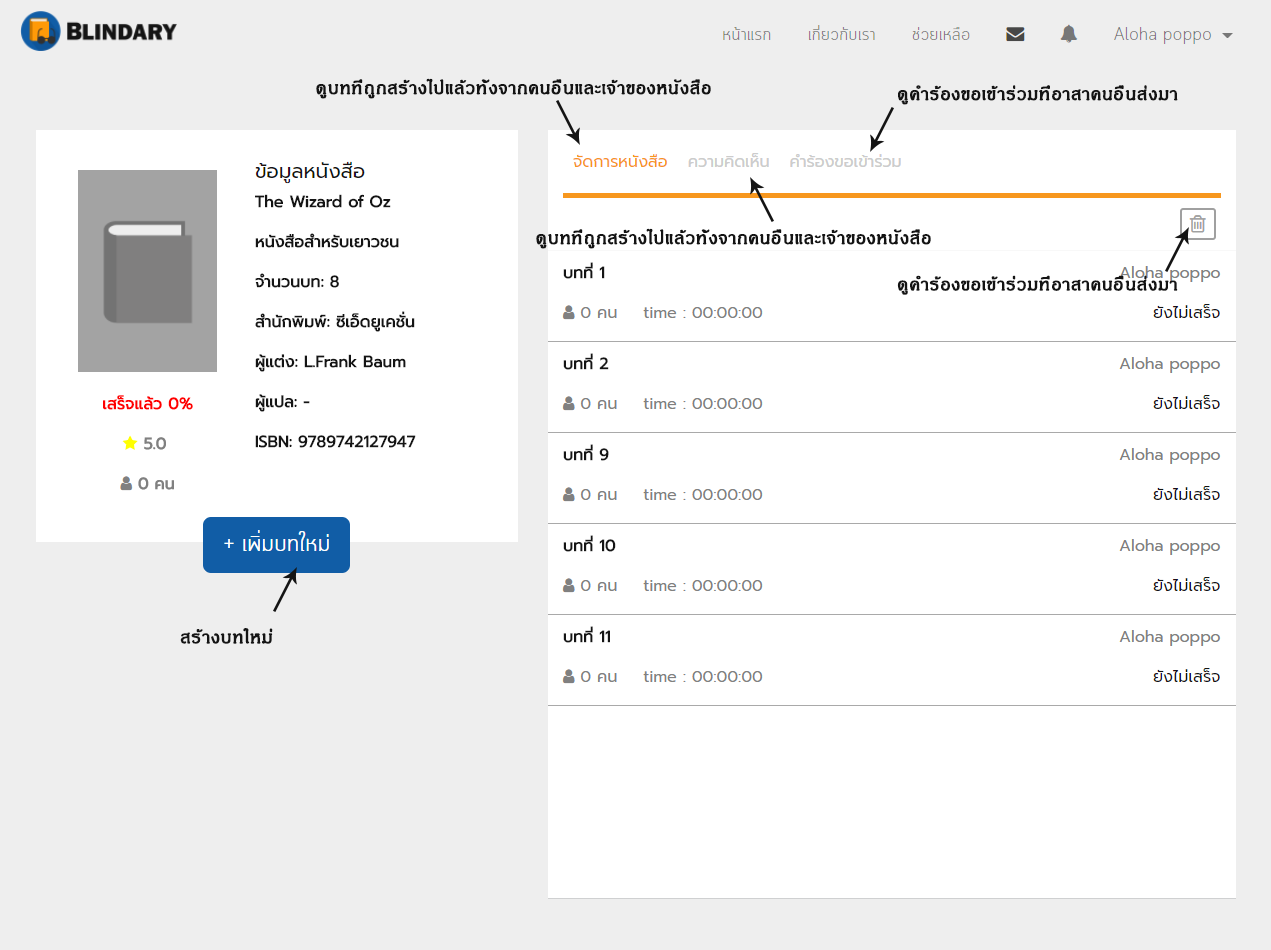 BLINDARY
หน้าแรก เกี่ยวกับเรา ช่วยเหลือ Aloha poppo
ดูบทที่ถูกสร้างไปแล้วทั้งจากคนอื่นและเจ้าของหนังสือ
ดูคำร้องขอเข้าร่วมที่อาสาคนอื่นส่งมา
ข้อมูลหนังสือ
The Wizard of Oz
หนังสือสำหรับเยาวชน
จำนวนบท: 8
สำนักพิมพ์: ซีเอ็ดยูเคชั่น
ผู้แต่ง: L.Frank Baum
ผู้แปล: -
ISBN: 9789742127947
เสร็จแล้ว 0%
5.0
0 คน
+ เพิ่มบทใหม่
สร้างบทใหม่
จัดการหนังสือ ความคิดเห็น คำร้องขอเข้าร่วม
ดูบทที่ถูกสร้างไปแล้วทั้งจากคนอื่นและเจ้าของหนังสือ
บทที่ 1 Aloha poppo
ดูคำร้องขอเข้าร่วมที่อาสาคนอื่นส่งมา
0 คน time : 00:00:00 ยังไม่เสร็จ
บทที่ 2 Aloha poppo
0 คน time : 00:00:00 ยังไม่เสร็จ
บทที่ 9 Aloha poppo
0 คน time : 00:00:00 ยังไม่เสร็จ
บทที่ 10 Aloha poppo
0 คน time : 00:00:00 ยังไม่เสร็จ
บทที่ 11 Aloha poppo
0 คน time : 00:00:00 ยังไม่เสร็จ